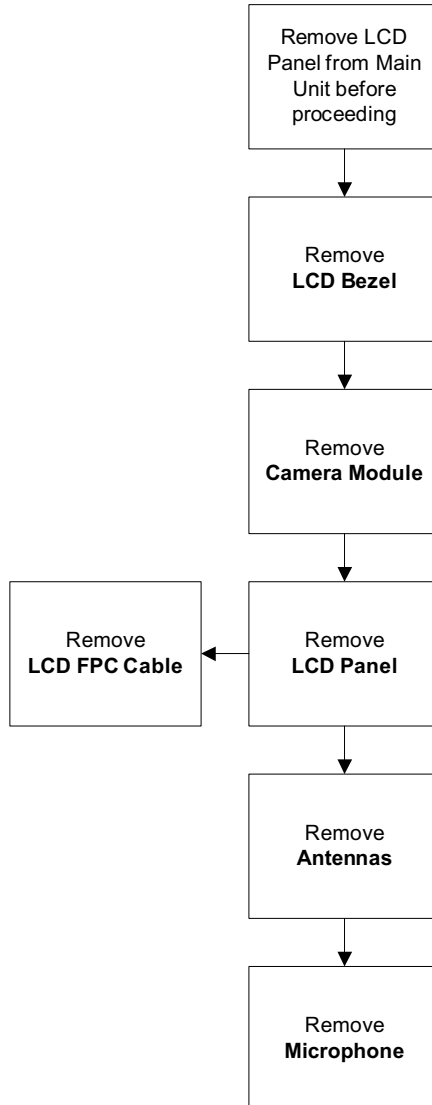 Remove LCD
Panel from Main
Unit before
proceeding
Remove
LCD Bezel
Remove
Camera Module
Remove
LCD FPC Cable
Remove
LCD Panel
Remove
Antennas
Remove
Microphone